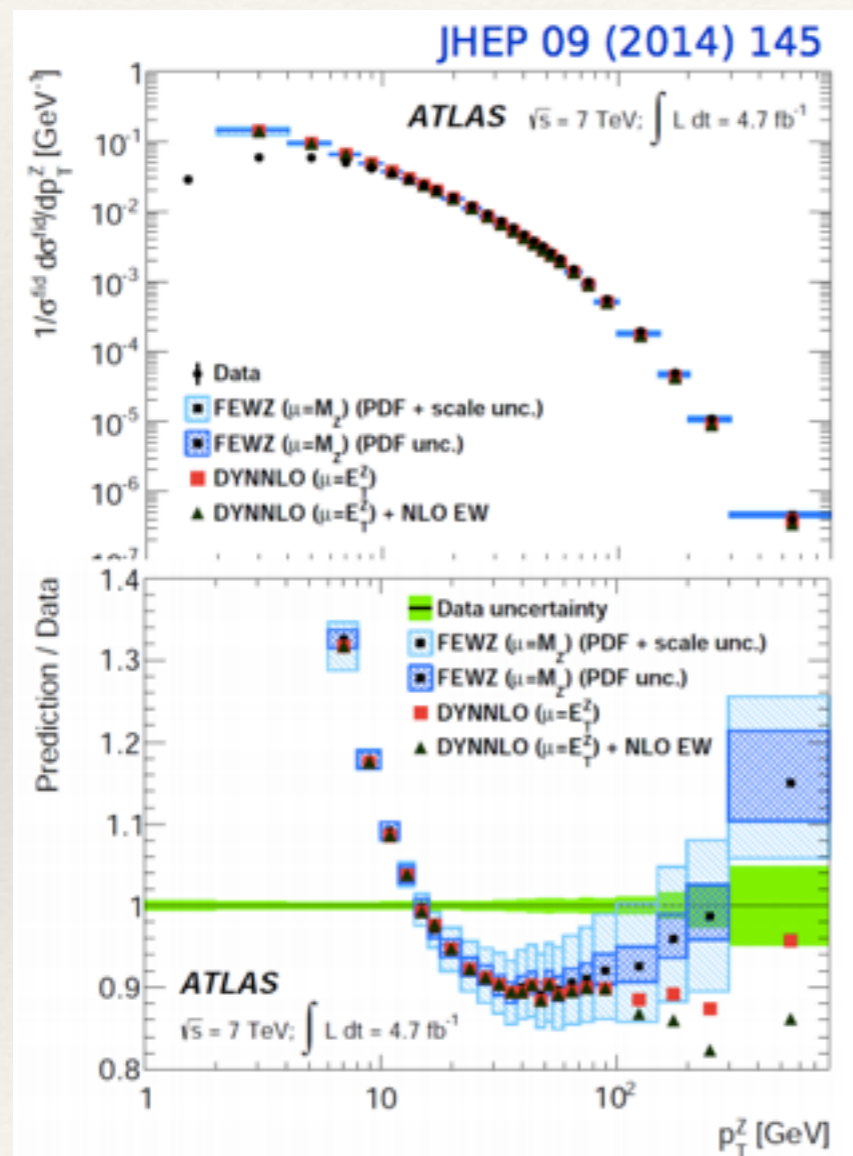 JHEP 09 (2014) 145
1/σ^fid dσ^fid/dp_T^Z [GeV^-1]
1
10^-1
10^-2
10^-3
10^-4
10^-5
10^-6
10^-7
ATLAS √s = 7 TeV; ∫ L dt = 4.7 fb^-1
Data
FEWZ (μ=M_Z) (PDF + scale unc.)
FEWZ (μ=M_Z) (PDF unc.)
DYNNLO (μ=E_T^Z)
DYNNLO (μ=E_T^Z) + NLO EW
Prediction / Data
1.4
1.3
1.2
1.1
1
0.9
0.8
Data uncertainty
FEWZ (μ=M_Z) (PDF + scale unc.)
FEWZ (μ=M_Z) (PDF unc.)
DYNNLO (μ=E_T^Z)
DYNNLO (μ=E_T^Z) + NLO EW
ATLAS
√s = 7 TeV; ∫ L dt = 4.7 fb^-1
1 10 10^2
p_T^Z [GeV]